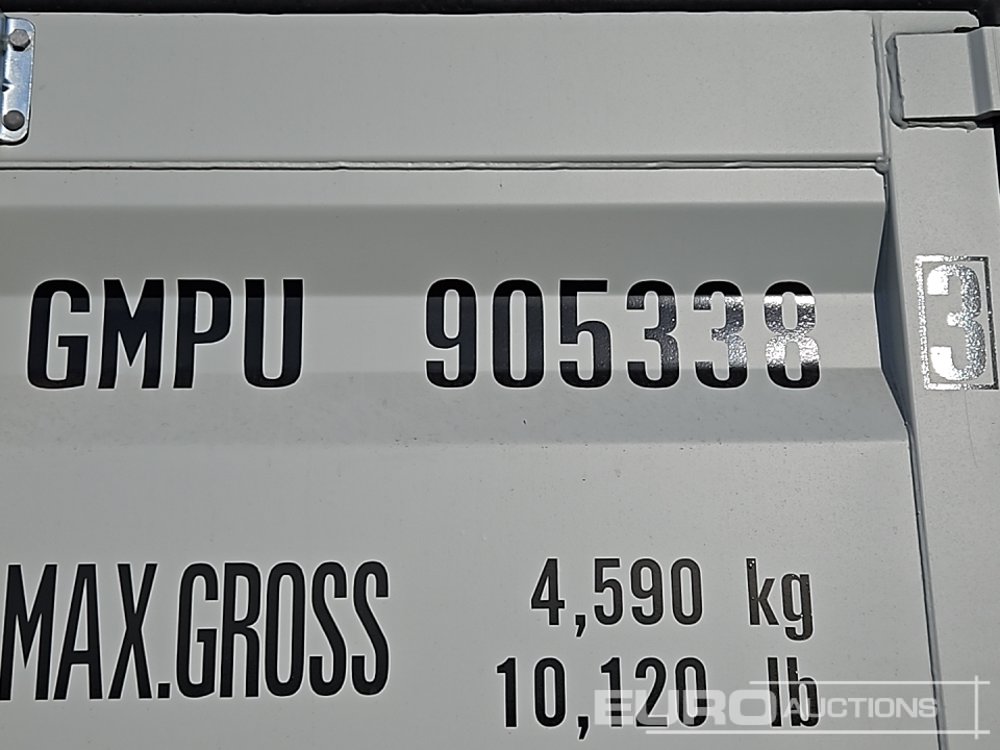 GMPU 905338 3
MAX.GROSS 4,590 kg
10,120 lb
EURO AUCTIONS